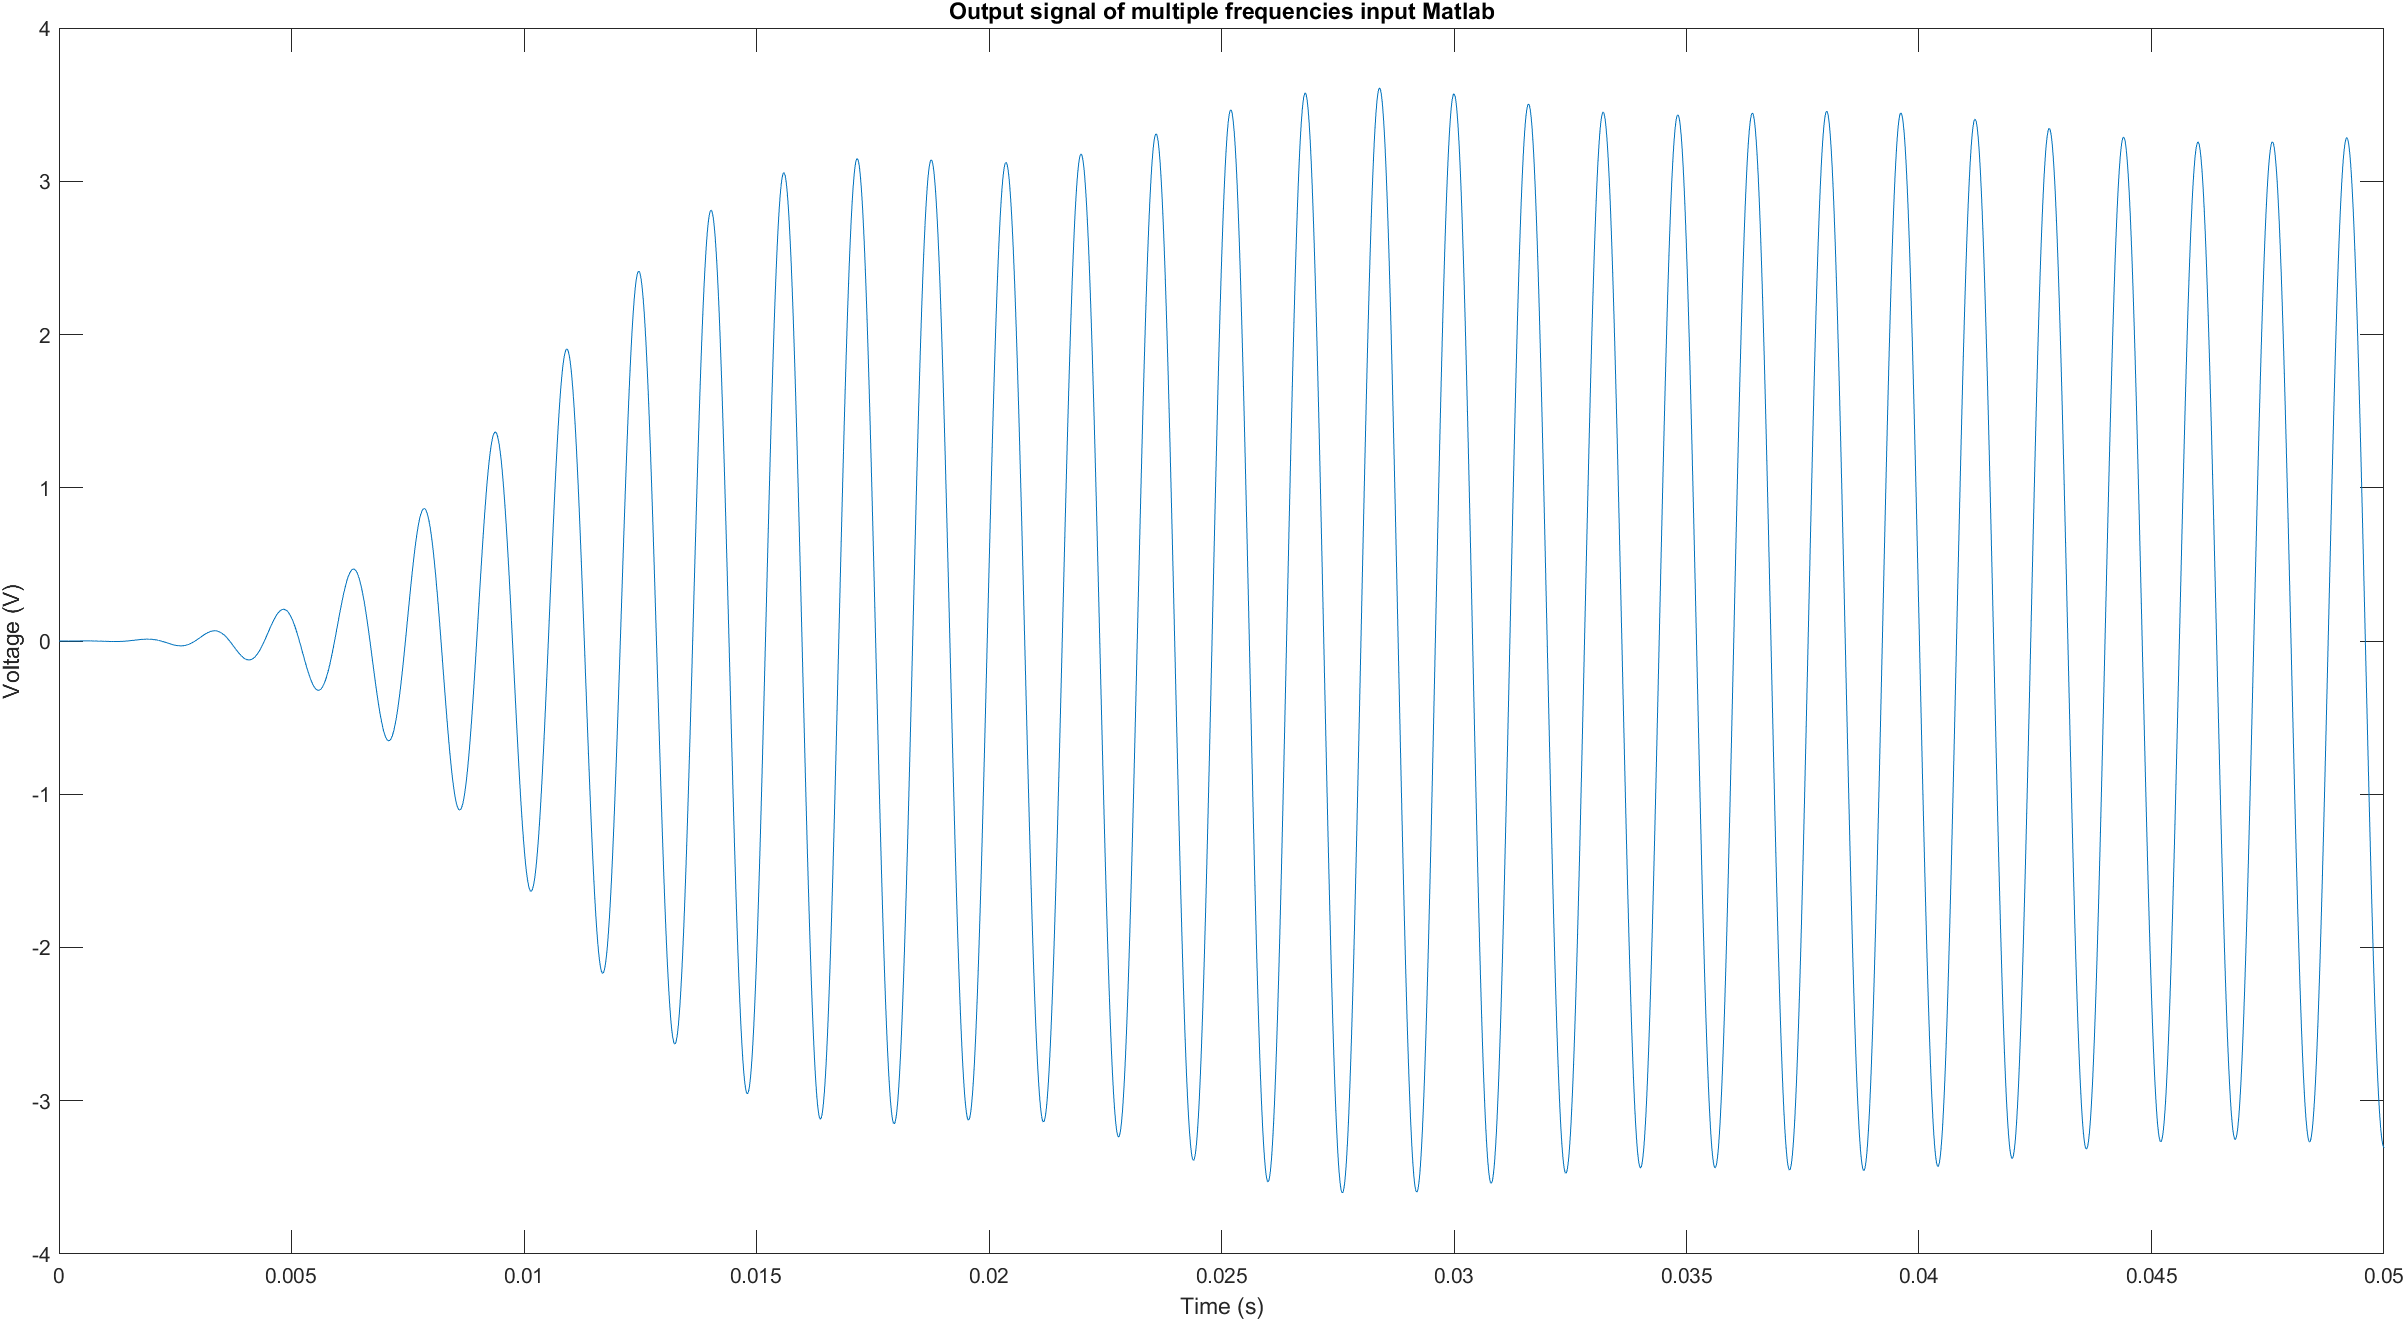 Output signal of multiple frequencies input Matlab
4
3
2
1
0
-1
-2
-3
-4
Voltage (V)
0 0.005 0.01 0.015 0.02 0.025 0.03 0.035 0.04 0.045 0.05
Time (s)